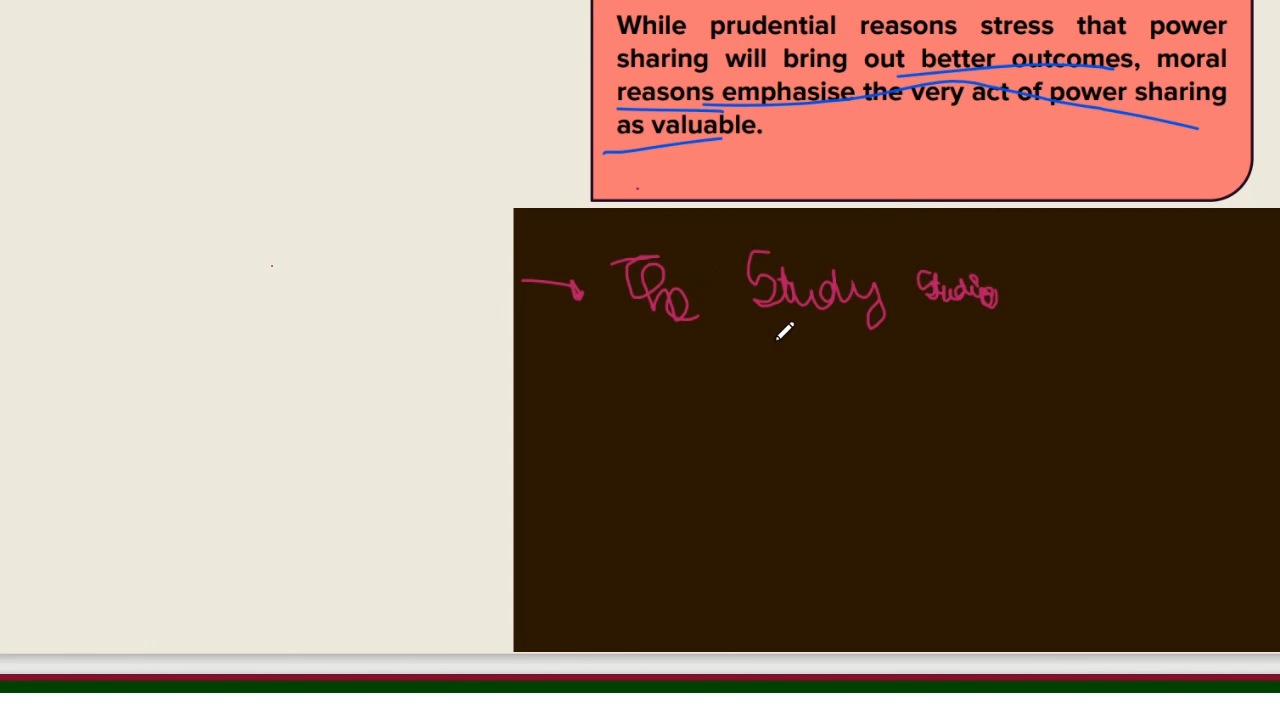 While prudential reasons stress that power
sharing will bring out better outcomes, moral
reasons emphasise the very act of power sharing
as valuable.
The Study Studio